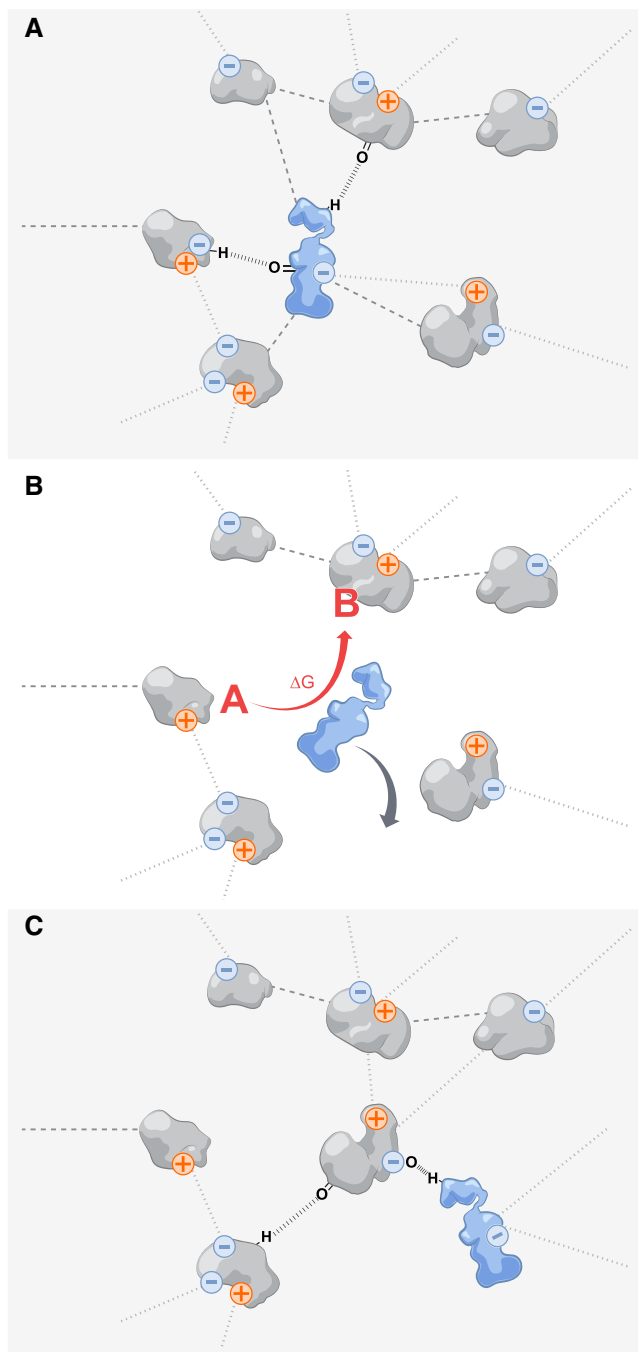 A
− − + −
O
H
− H O −
+ +
− −
− +
B
− − + −
B
A ΔG
+ +
− −
− +
C
− − + −
+
+ − O H
O
H −
−
− +